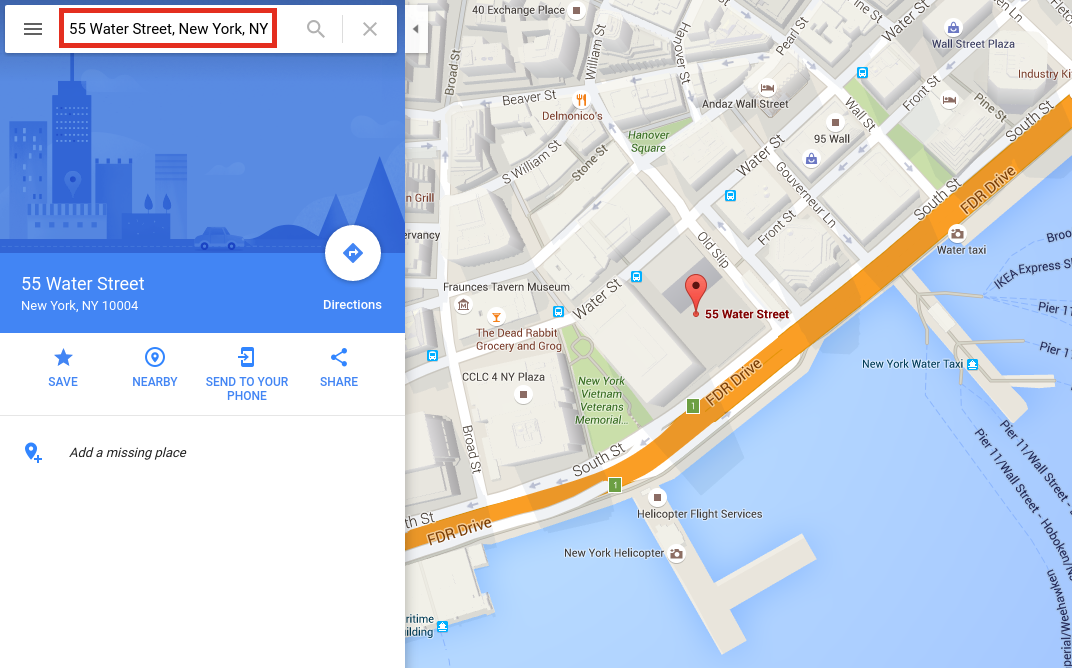 55 Water Street, New York, NY
55 Water Street
New York, NY 10004
Directions
SAVE
NEARBY
SEND TO YOUR
PHONE
SHARE
Add a missing place
40 Exchange Place
Broad St
William St
Hanover St
Pearl St
Water St
Wall Street Plaza
Industry Ki
Beaver St
Delmonico's
Andaz Wall Street
Wall St
Front St
Pine St
South St
95 Wall
Hanover
Square
S William St
Stone St
Water St
Gouverneur Ln
FDR Drive
n Grill
ervancy
Front St
South St
Old Slip
Water taxi
Broo
IKEA Express S
Fraunces Tavern Museum
Water St
55 Water Street
Pier 1
The Dead Rabbit
Grocery and Grog
Pier 1
New York Water Taxi
CCLC 4 NY Plaza
New York
Vietnam
Veterans
Memorial...
FDR Drive
1
Broad St
South St
Pier 11/Wall Street -
Pier 11/Wall Street - Hoboken/N
1
th St
FDR Drive
Helicopter Flight Services
New York Helicopter
ritime
ilding
perial/Weehawken